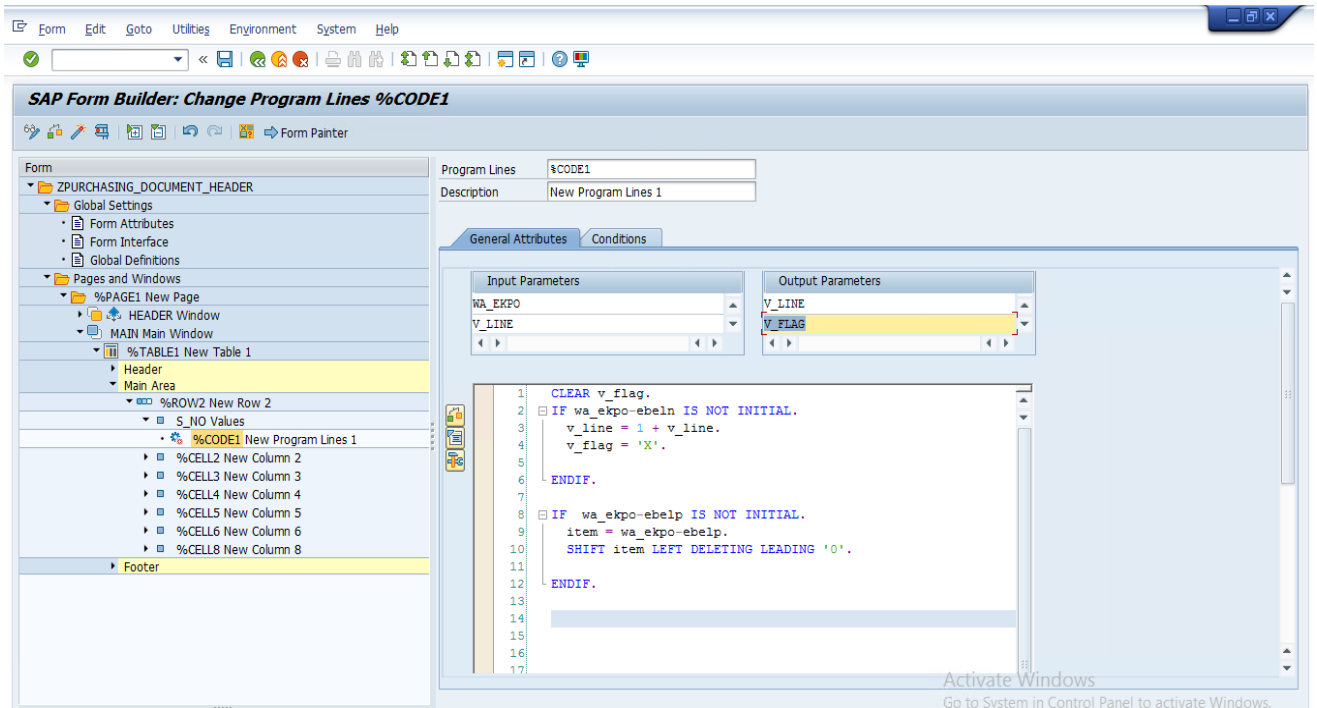 Form Edit Goto Utilities Environment System Help
SAP Form Builder: Change Program Lines %CODE1
Form Painter
Form
ZPURCHASING_DOCUMENT_HEADER
Global Settings
Form Attributes
Form Interface
Global Definitions
Pages and Windows
%PAGE1 New Page
HEADER Window
MAIN Main Window
%TABLE1 New Table 1
Header
Main Area
%ROW2 New Row 2
S_NO Values
%CODE1 New Program Lines 1
%CELL2 New Column 2
%CELL3 New Column 3
%CELL4 New Column 4
%CELL5 New Column 5
%CELL6 New Column 6
%CELL8 New Column 8
Footer
Program Lines %CODE1
Description New Program Lines 1
General Attributes Conditions
Input Parameters Output Parameters
WA_EKPO V_LINE
V_LINE V_FLAG
1 CLEAR v_flag.
2 IF wa_ekpo-ebeln IS NOT INITIAL.
3 v_line = 1 + v_line.
4 v_flag = 'X'.
5
6 ENDIF.
7
8 IF wa_ekpo-ebelp IS NOT INITIAL.
9 item = wa_ekpo-ebelp.
10 SHIFT item LEFT DELETING LEADING '0'.
11
12 ENDIF.
13
14
15
16
17
Activate Windows
Go to System in Control Panel to activate Windows.